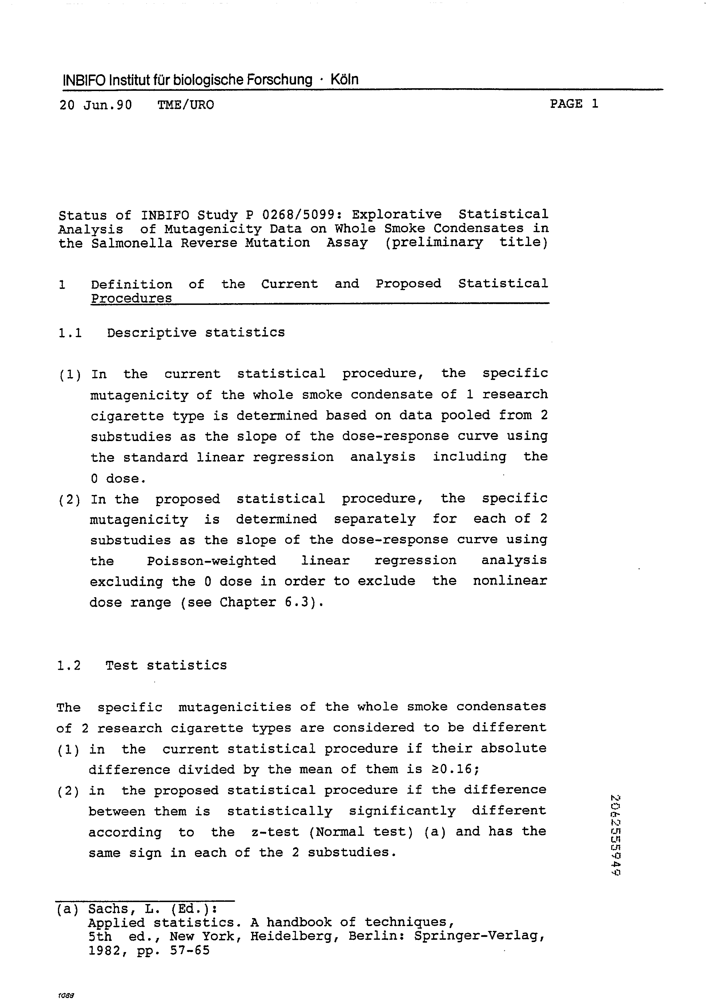 INBIFO Institut für biologische Forschung · Köln
20 Jun.90 TME/URO PAGE 1
Status of INBIFO Study P 0268/5099: Explorative Statistical
Analysis of Mutagenicity Data on Whole Smoke Condensates in
the Salmonella Reverse Mutation Assay (preliminary title)
1 Definition of the Current and Proposed Statistical
Procedures
1.1 Descriptive statistics
(1) In the current statistical procedure, the specific
mutagenicity of the whole smoke condensate of 1 research
cigarette type is determined based on data pooled from 2
substudies as the slope of the dose-response curve using
the standard linear regression analysis including the
0 dose.
(2) In the proposed statistical procedure, the specific
mutagenicity is determined separately for each of 2
substudies as the slope of the dose-response curve using
the Poisson-weighted linear regression analysis
excluding the 0 dose in order to exclude the nonlinear
dose range (see Chapter 6.3).
1.2 Test statistics
The specific mutagenicities of the whole smoke condensates
of 2 research cigarette types are considered to be different
(1) in the current statistical procedure if their absolute
difference divided by the mean of them is ≥0.16;
(2) in the proposed statistical procedure if the difference
between them is statistically significantly different
according to the z-test (Normal test) (a) and has the
same sign in each of the 2 substudies.
2062555949
(a) Sachs, L. (Ed.):
Applied statistics. A handbook of techniques,
5th ed., New York, Heidelberg, Berlin: Springer-Verlag,
1982, pp. 57-65